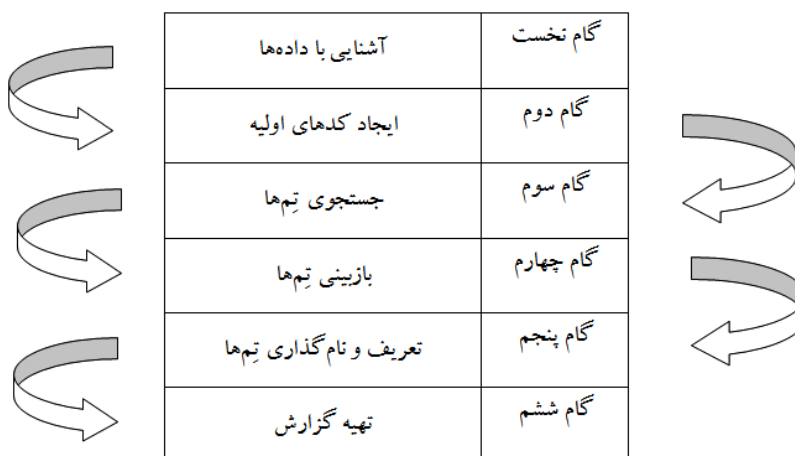 گام نخست آشنایی با داده‌ها
گام دوم ایجاد کدهای اولیه
گام سوم جستجوی تِم‌ها
گام چهارم بازبینی تِم‌ها
گام پنجم تعریف و نام‌گذاری تِم‌ها
گام ششم تهیه گزارش